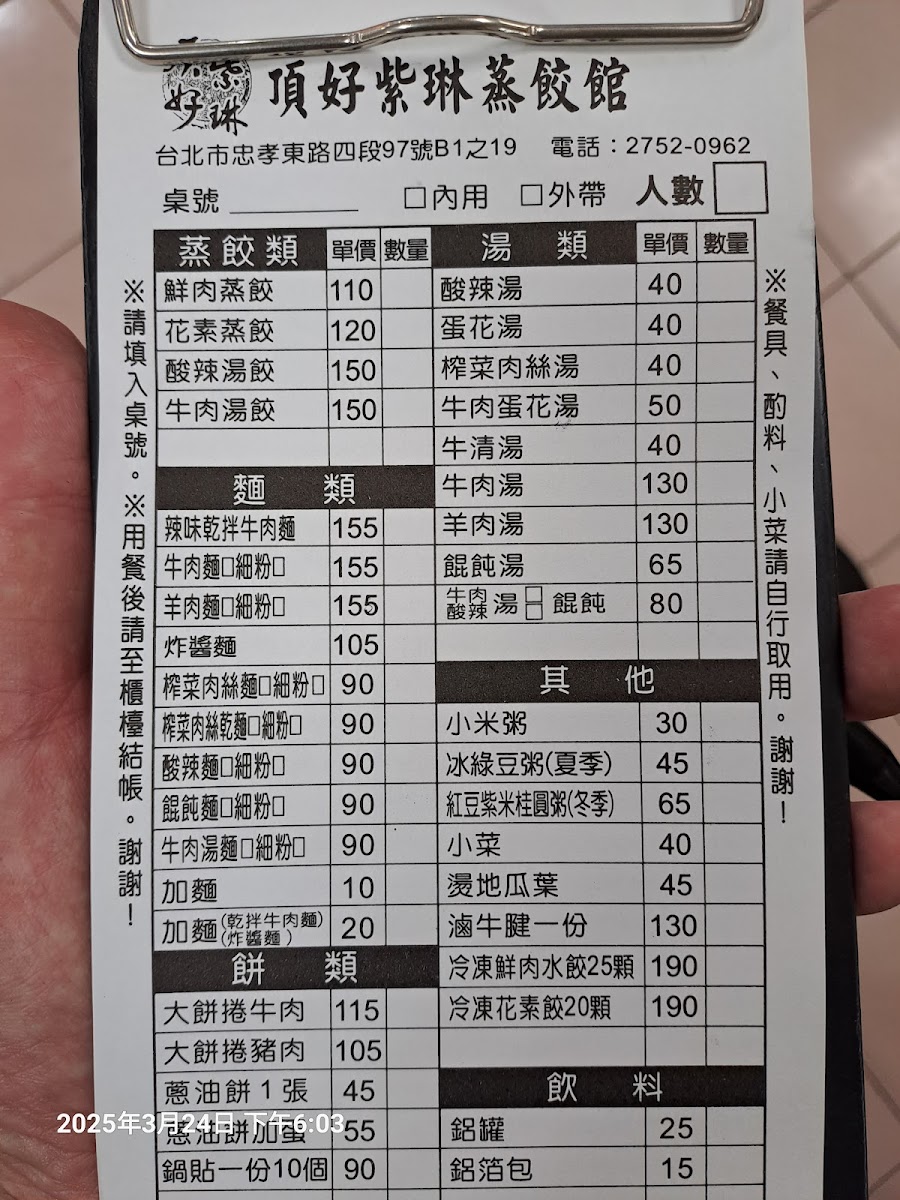 紫
好 琳
頂好紫琳蒸餃館
台北市忠孝東路四段97號B1之19 電話：2752-0962
桌號 ________ □內用 □外帶 人數 □
※請填入桌號。※用餐後請至櫃檯結帳。謝謝！
蒸餃類 單價 數量
鮮肉蒸餃 110
花素蒸餃 120
酸辣湯餃 150
牛肉湯餃 150
麵 類
辣味乾拌牛肉麵 155
牛肉麵□細粉□ 155
羊肉麵□細粉□ 155
炸醬麵 105
榨菜肉絲麵□細粉□ 90
榨菜肉絲乾麵□細粉□ 90
酸辣麵□細粉□ 90
餛飩麵□細粉□ 90
牛肉湯麵□細粉□ 90
加麵 10
加麵(乾拌牛肉麵)(炸醬麵) 20
餅 類
大餅捲牛肉 115
大餅捲豬肉 105
蔥油餅1張 45
蔥油餅加蛋 55
鍋貼一份10個 90
湯 類 單價 數量
酸辣湯 40
蛋花湯 40
榨菜肉絲湯 40
牛肉蛋花湯 50
牛清湯 40
牛肉湯 130
羊肉湯 130
餛飩湯 65
牛肉酸辣湯□□餛飩 80
其 他
小米粥 30
冰綠豆粥(夏季) 45
紅豆紫米桂圓粥(冬季) 65
小菜 40
燙地瓜葉 45
滷牛腱一份 130
冷凍鮮肉水餃25顆 190
冷凍花素餃20顆 190
飲 料
鋁罐 25
鋁箔包 15
※餐具、酌料、小菜請自行取用。謝謝！
2025年3月24日 下午6:03